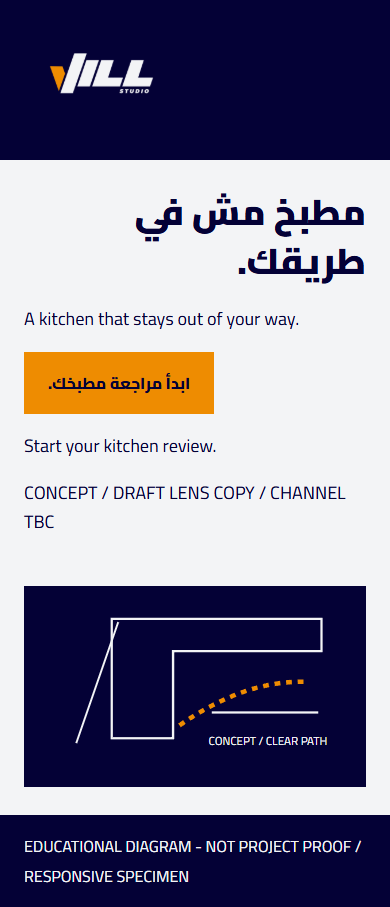 WILL
STUDIO
مطبخ مش في
طريقك.
A kitchen that stays out of your way.
ابدأ مراجعة مطبخك.
Start your kitchen review.
CONCEPT / DRAFT LENS COPY / CHANNEL
TBC
CONCEPT / CLEAR PATH
EDUCATIONAL DIAGRAM - NOT PROJECT PROOF /
RESPONSIVE SPECIMEN